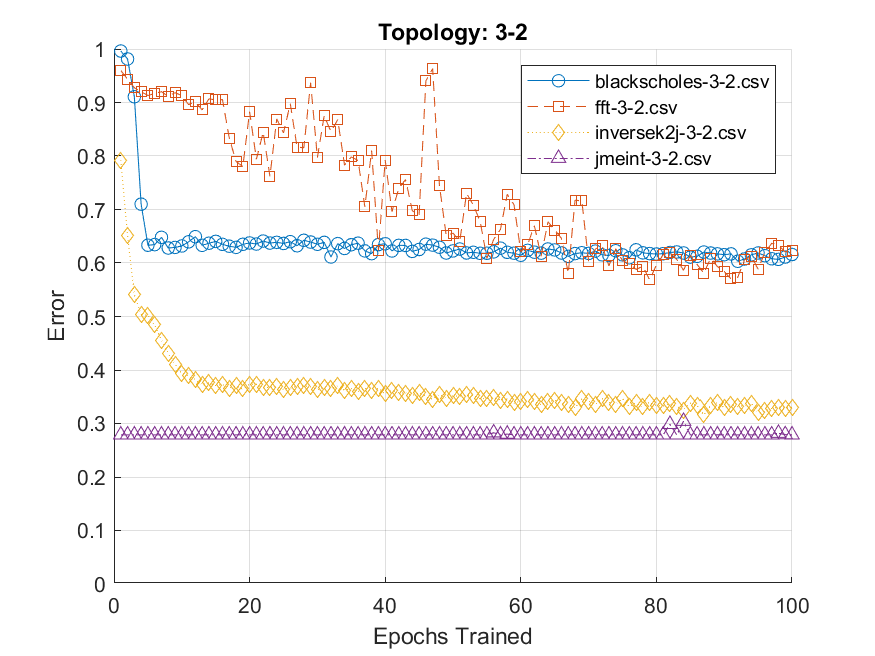 Topology: 3-2
1
0.9
0.8
0.7
0.6
0.5
0.4
0.3
0.2
0.1
0
Error
blackscholes-3-2.csv
fft-3-2.csv
inversek2j-3-2.csv
jmeint-3-2.csv
0 20 40 60 80 100
Epochs Trained